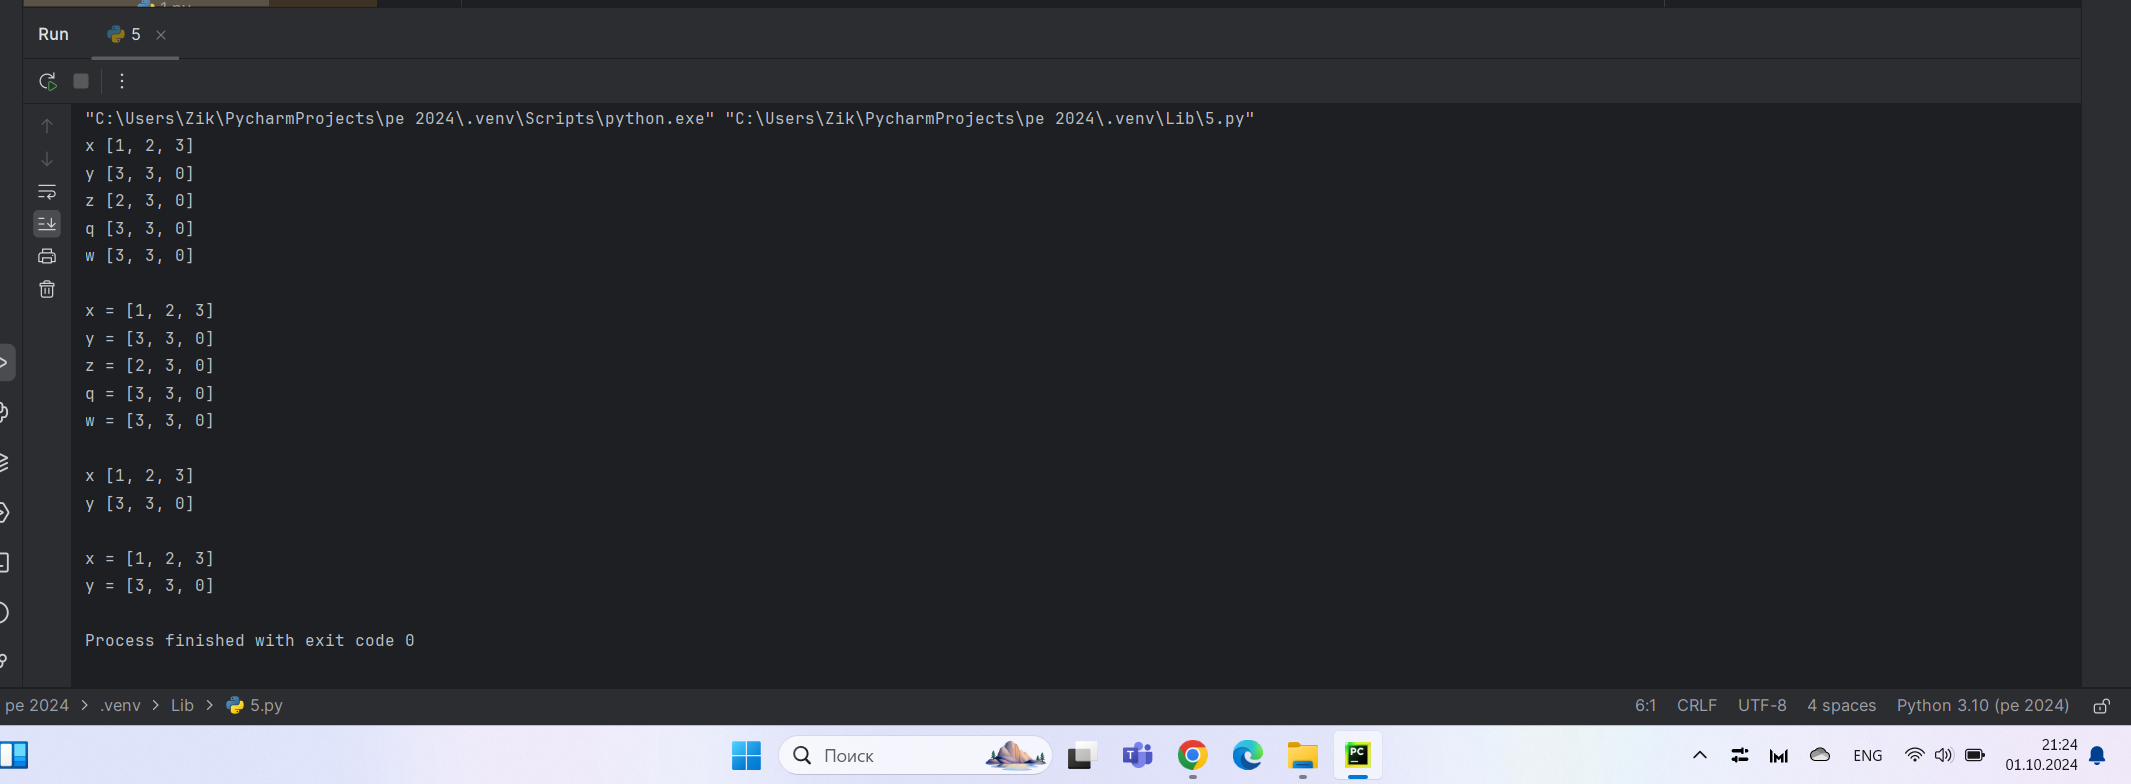 Run 5
"C:\Users\Zik\PycharmProjects\pe 2024\.venv\Scripts\python.exe" "C:\Users\Zik\PycharmProjects\pe 2024\.venv\Lib\5.py"
x [1, 2, 3]
y [3, 3, 0]
z [2, 3, 0]
q [3, 3, 0]
w [3, 3, 0]
x = [1, 2, 3]
y = [3, 3, 0]
z = [2, 3, 0]
q = [3, 3, 0]
w = [3, 3, 0]
x [1, 2, 3]
y [3, 3, 0]
x = [1, 2, 3]
y = [3, 3, 0]
Process finished with exit code 0
pe 2024 > .venv > Lib > 5.py 6:1 CRLF UTF-8 4 spaces Python 3.10 (pe 2024)
Поиск ENG 21:24
01.10.2024